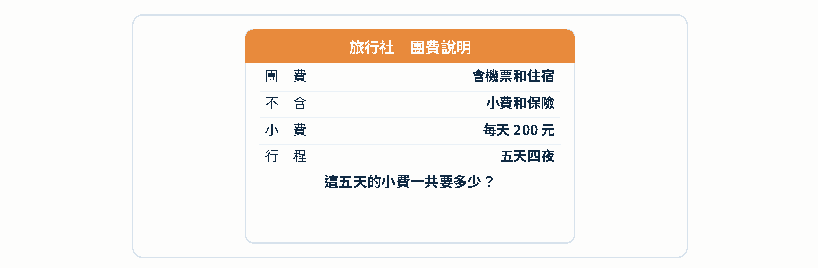 旅行社　團費說明
團　費　含機票和住宿
不　含　小費和保險
小　費　每天 200 元
行　程　五天四夜
這五天的小費一共要多少？